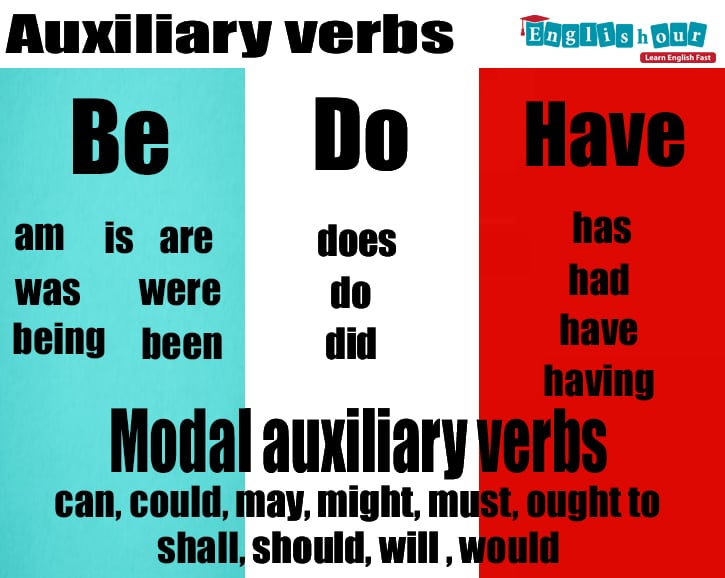 Auxiliary verbs
Englishour
Learn English Fast
Be
Do
Have
am is are
was were
being been
does
do
did
has
had
have
having
Modal auxiliary verbs
can, could, may, might, must, ought to
shall, should, will , would